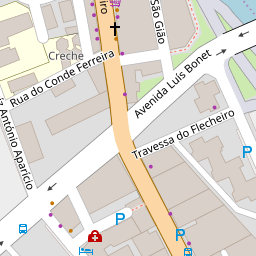 São Gião
Creche
Rua do Conde Ferreira
Avenida Luís Bonet
Travessa do Flecheiro
António Aparício
P
P
P